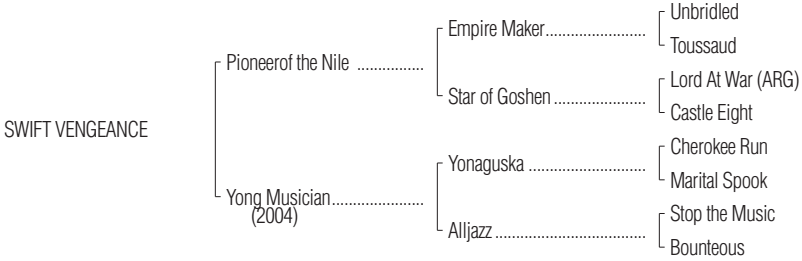 Unbridled
Empire Maker
Toussaud
Pioneerof the Nile
Lord At War (ARG)
Star of Goshen
Castle Eight
SWIFT VENGEANCE
Cherokee Run
Yonaguska
Marital Spook
Yong Musician
(2004)
Stop the Music
Alljazz
Bounteous